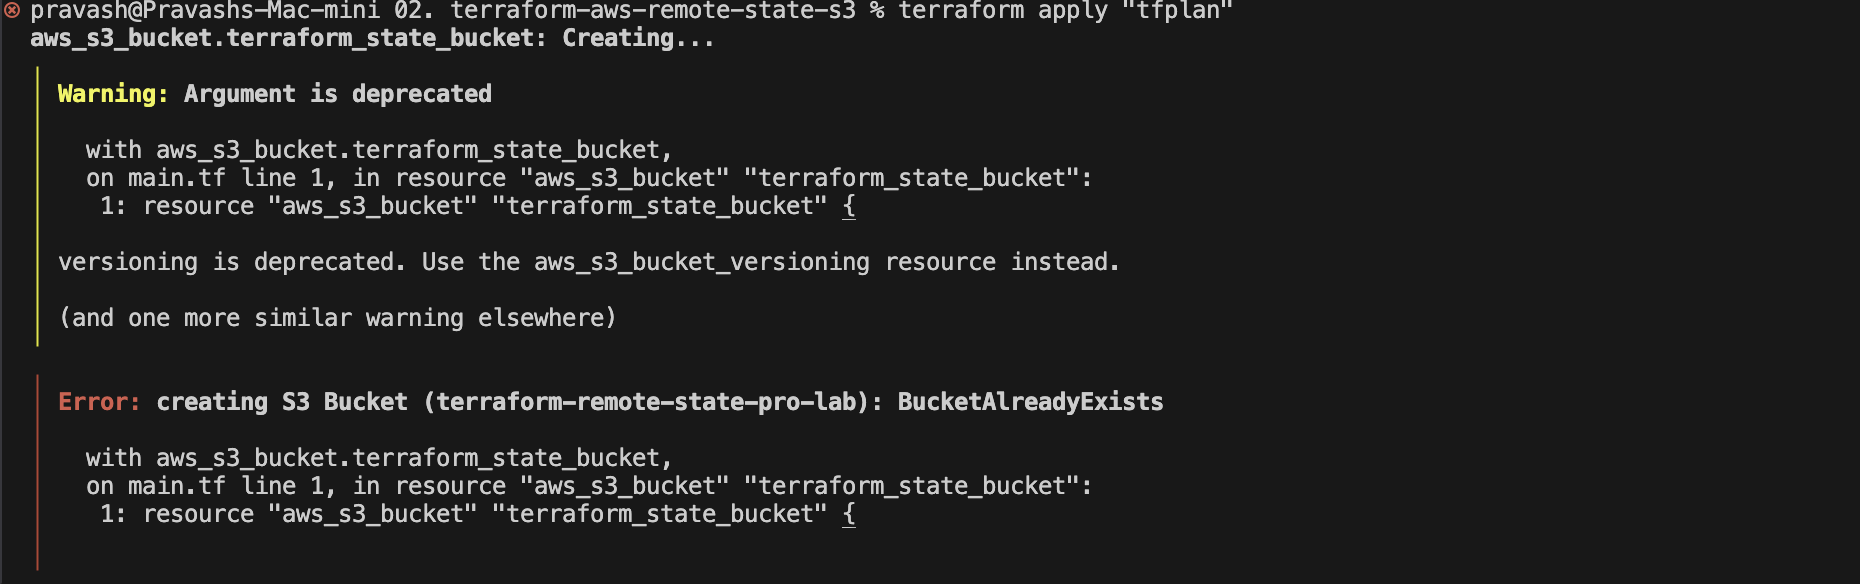 pravash@Pravashs-Mac-mini 02. terraform-aws-remote-state-s3 % terraform apply "tfplan"
aws_s3_bucket.terraform_state_bucket: Creating...
Warning: Argument is deprecated
with aws_s3_bucket.terraform_state_bucket,
on main.tf line 1, in resource "aws_s3_bucket" "terraform_state_bucket":
1: resource "aws_s3_bucket" "terraform_state_bucket" {
versioning is deprecated. Use the aws_s3_bucket_versioning resource instead.
(and one more similar warning elsewhere)
Error: creating S3 Bucket (terraform-remote-state-pro-lab): BucketAlreadyExists
with aws_s3_bucket.terraform_state_bucket,
on main.tf line 1, in resource "aws_s3_bucket" "terraform_state_bucket":
1: resource "aws_s3_bucket" "terraform_state_bucket" {